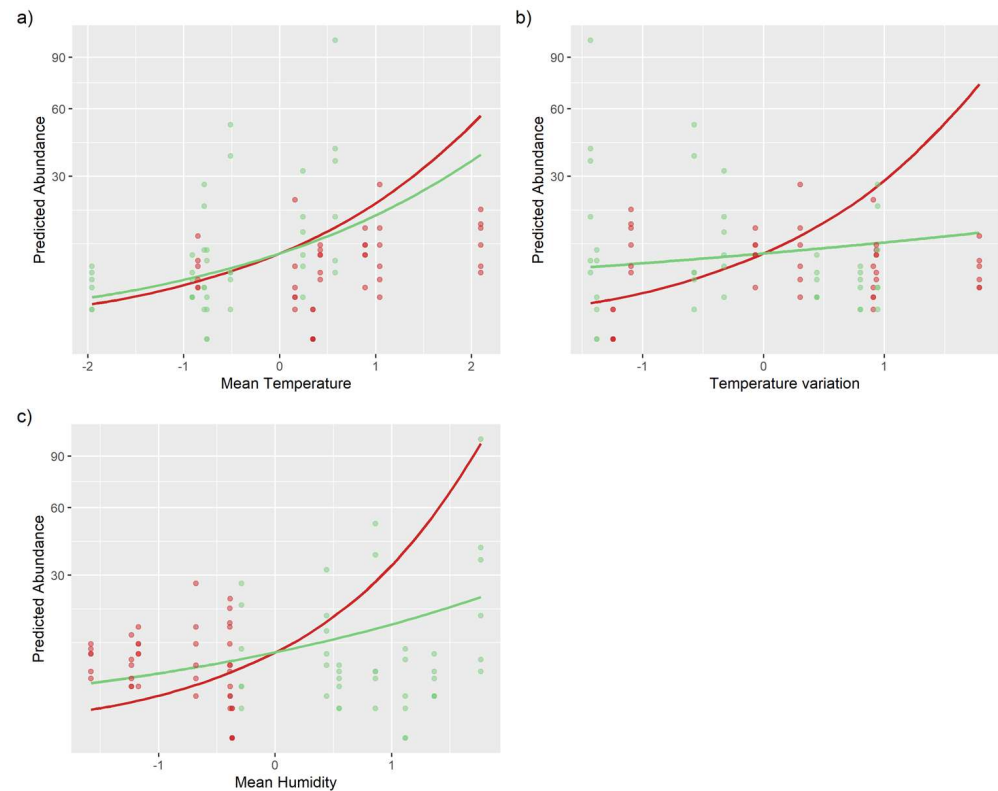 a)
90
60
30
Predicted Abundance
-2 -1 0 1 2
Mean Temperature
b)
90
60
30
Predicted Abundance
-1 0 1
Temperature variation
c)
90
60
30
Predicted Abundance
-1 0 1
Mean Humidity